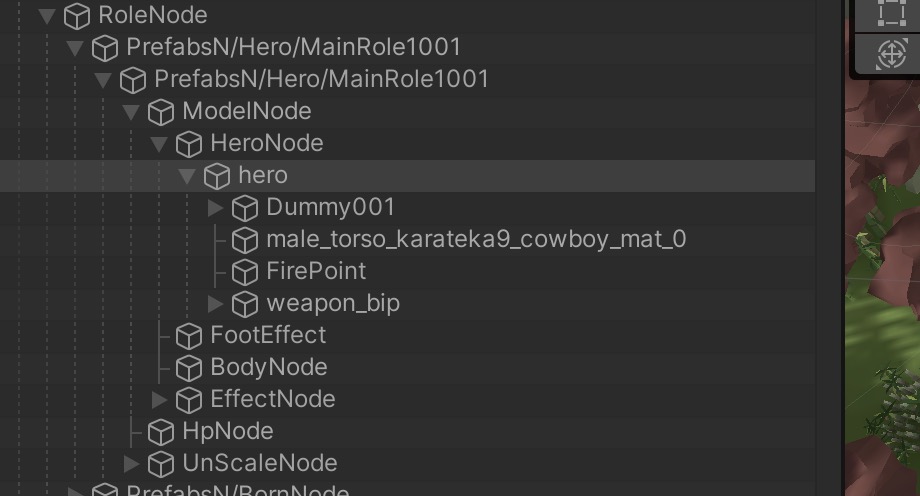 RoleNode
PrefabsN/Hero/MainRole1001
PrefabsN/Hero/MainRole1001
ModelNode
HeroNode
hero
Dummy001
male_torso_karateka9_cowboy_mat_0
FirePoint
weapon_bip
FootEffect
BodyNode
EffectNode
HpNode
UnScaleNode
PrefabsN/BornNode